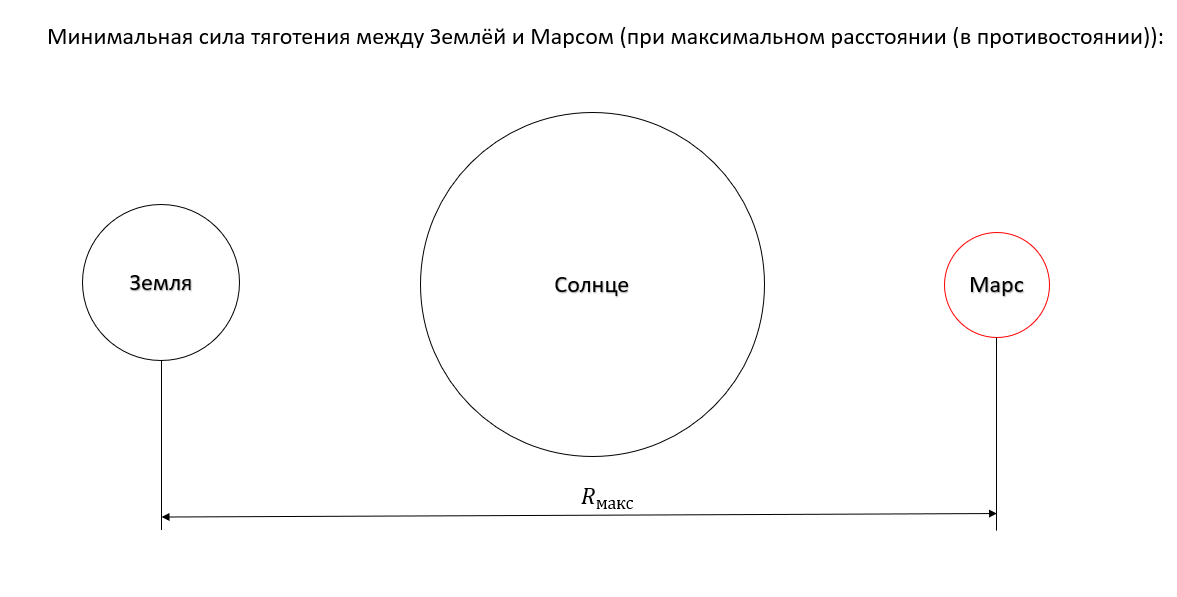 Минимальная сила тяготения между Землёй и Марсом (при максимальном расстоянии (в противостоянии)):
Земля
Солнце
Марс
Rмакс